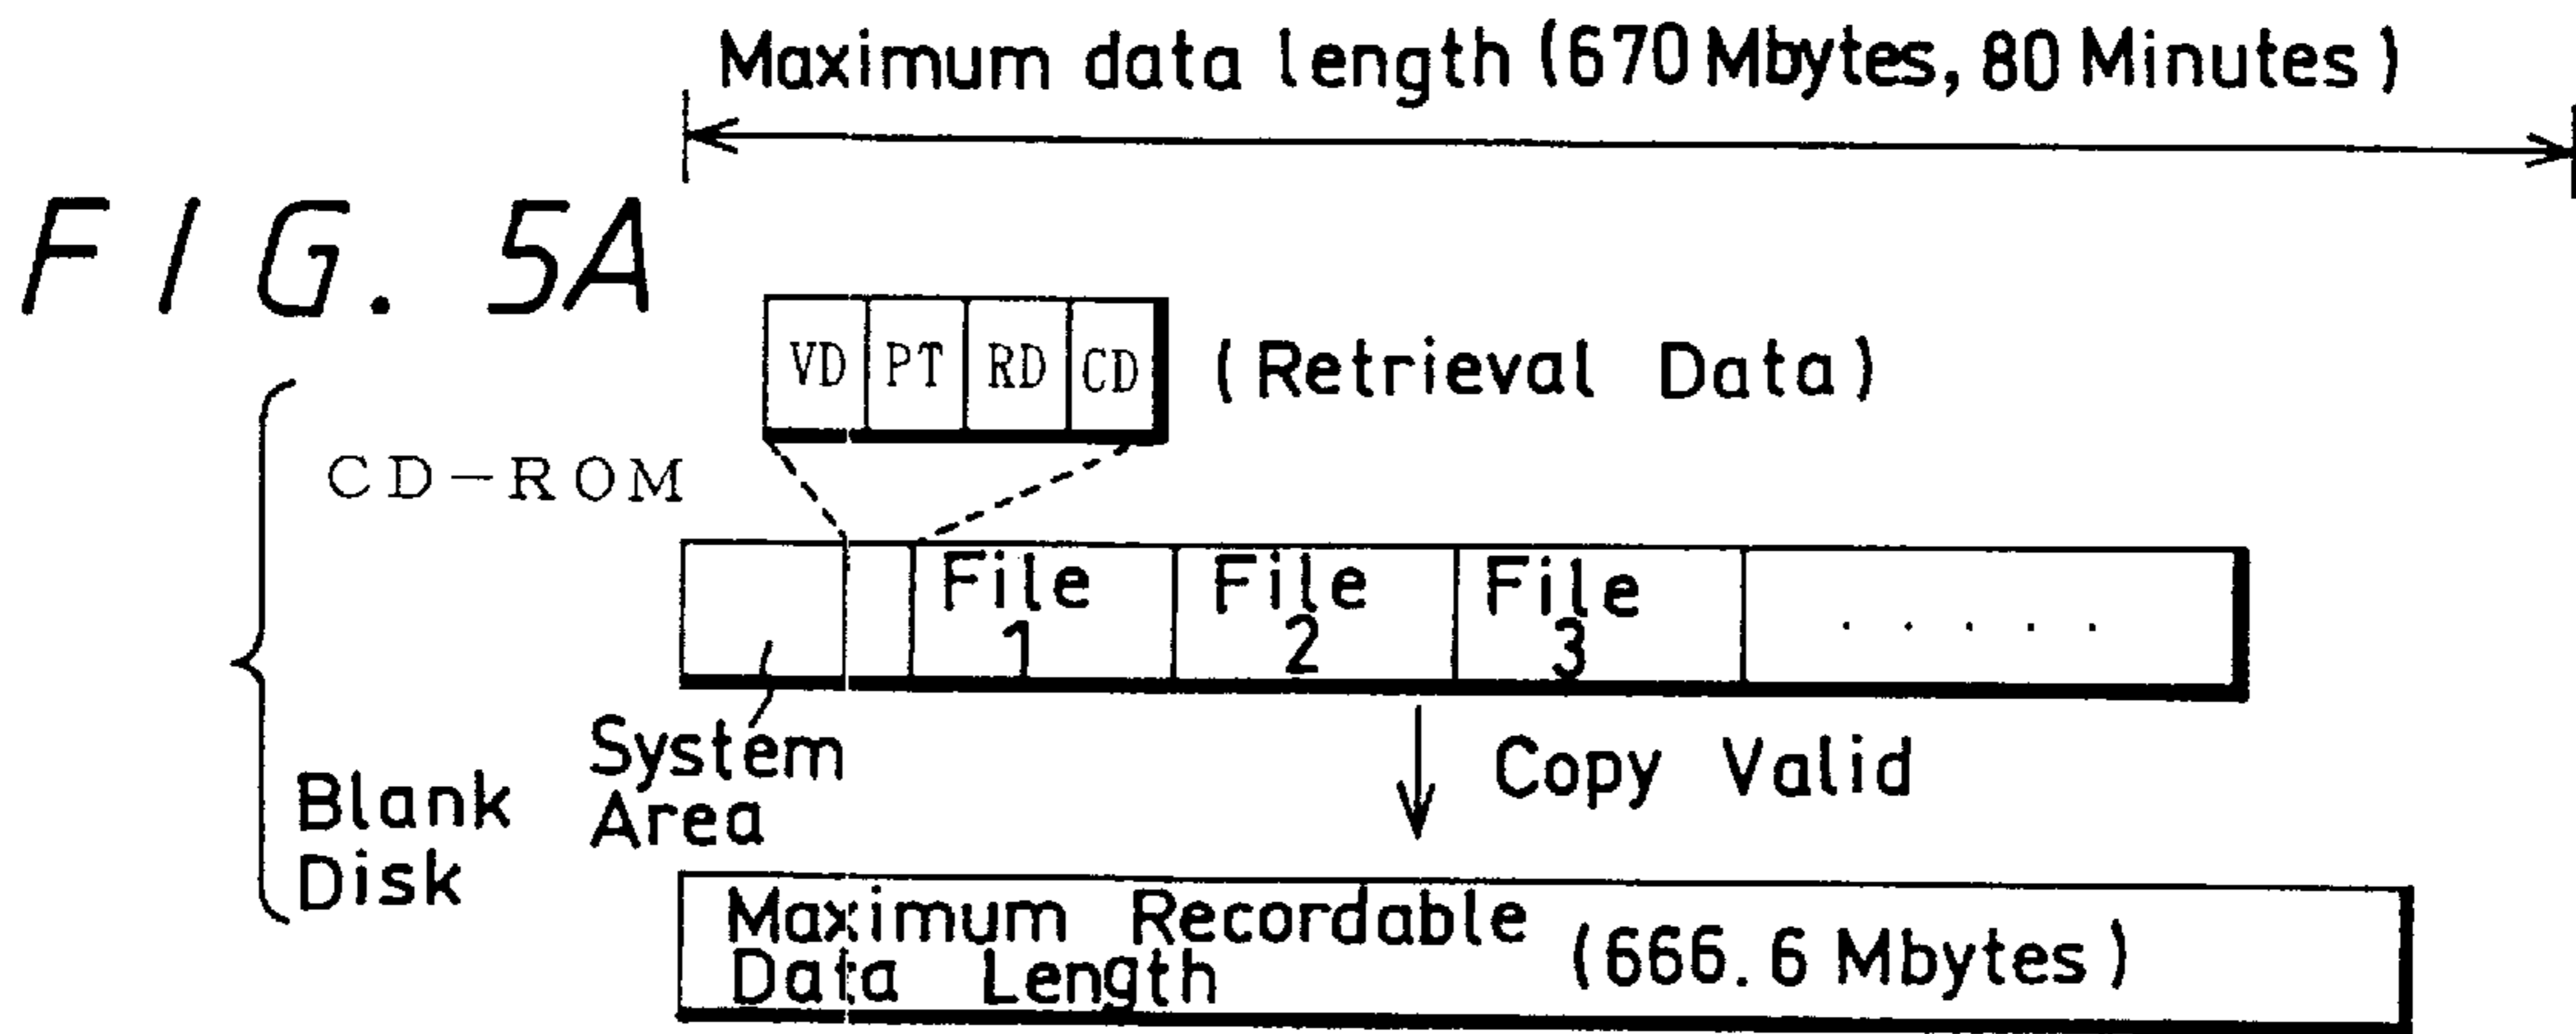 Maximum data length (670 Mbytes, 80 Minutes)
FIG. 5A
VD PT RD CD (Retrieval Data)
CD-ROM
File 1
File 2
File 3
.....
System
Area
Copy Valid
Blank
Disk
Maximum Recordable
Data Length
(666.6 Mbytes)